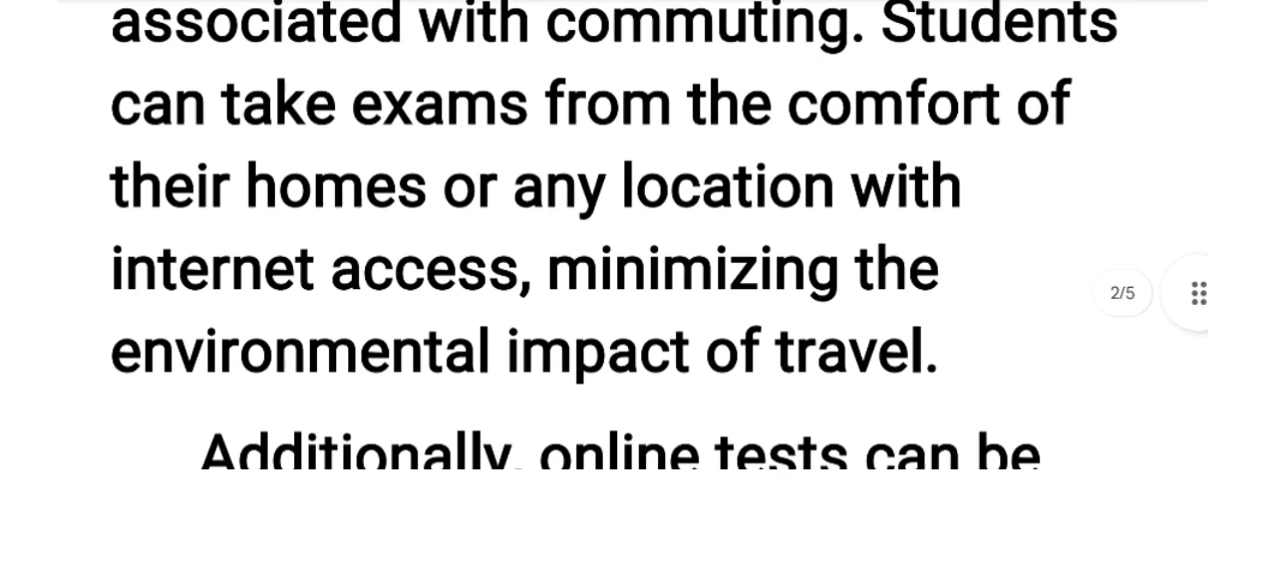 associated with commuting. Students
can take exams from the comfort of
their homes or any location with
internet access, minimizing the
2/5
environmental impact of travel.
Additionally, online tests can be